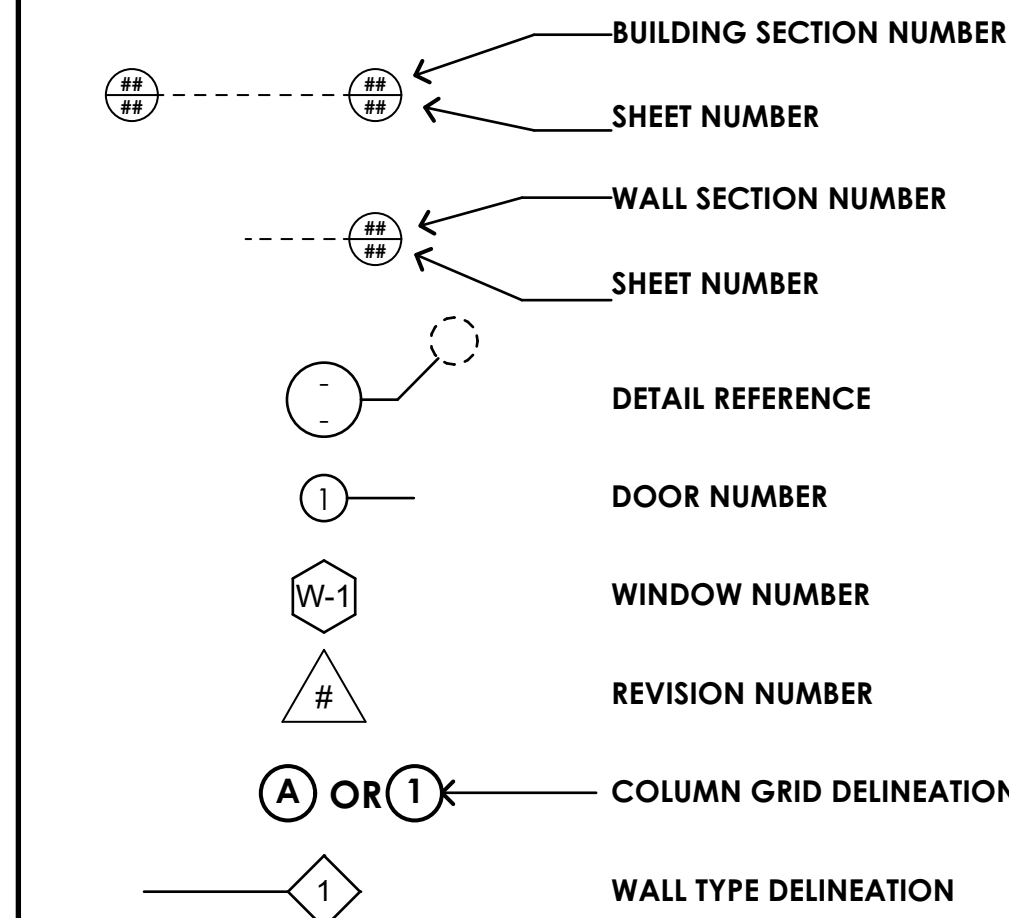 BUILDING SECTION NUMBER
## ##
## ##
SHEET NUMBER
WALL SECTION NUMBER
##
##
SHEET NUMBER
-
-
DETAIL REFERENCE
1 DOOR NUMBER
W-1 WINDOW NUMBER
# REVISION NUMBER
A OR 1 COLUMN GRID DELINEATION
1 WALL TYPE DELINEATION